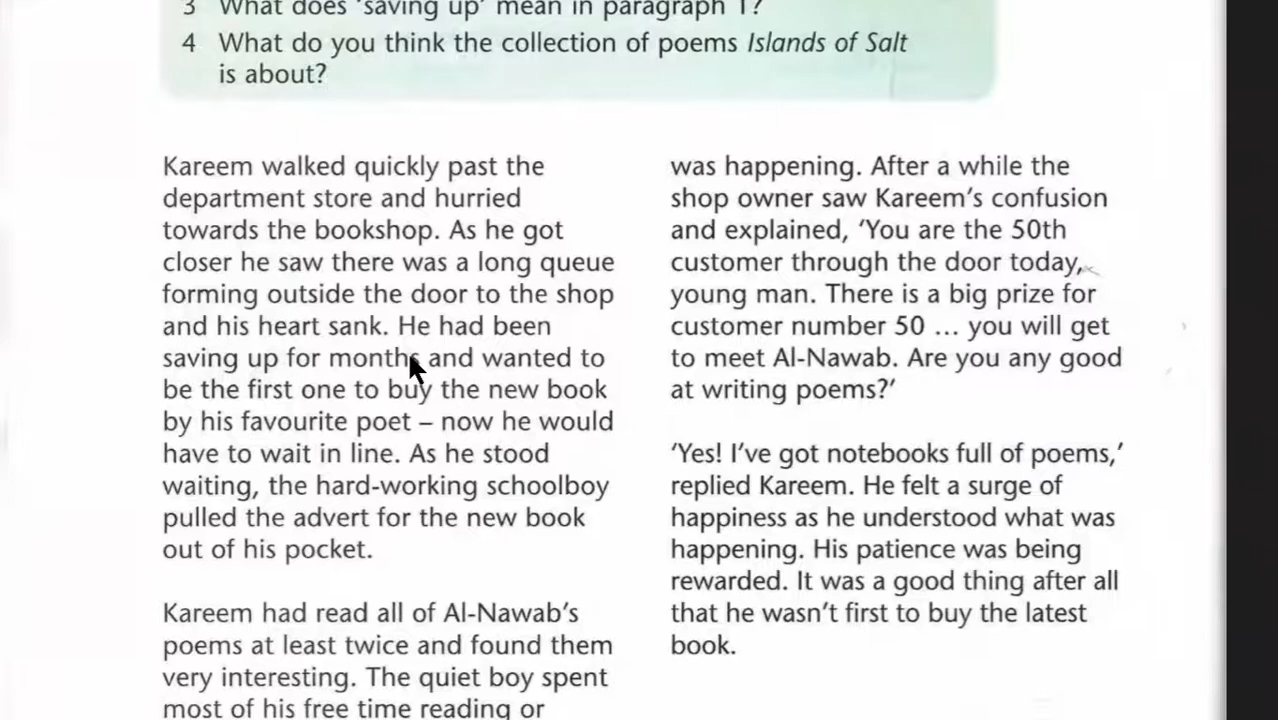 3 What does ‘saving up’ mean in paragraph 1?
4 What do you think the collection of poems Islands of Salt
is about?
Kareem walked quickly past the
department store and hurried
towards the bookshop. As he got
closer he saw there was a long queue
forming outside the door to the shop
and his heart sank. He had been
saving up for months and wanted to
be the first one to buy the new book
by his favourite poet – now he would
have to wait in line. As he stood
waiting, the hard-working schoolboy
pulled the advert for the new book
out of his pocket.
Kareem had read all of Al-Nawab’s
poems at least twice and found them
very interesting. The quiet boy spent
most of his free time reading or
was happening. After a while the
shop owner saw Kareem’s confusion
and explained, ‘You are the 50th
customer through the door today,
young man. There is a big prize for
customer number 50 … you will get
to meet Al-Nawab. Are you any good
at writing poems?’
‘Yes! I’ve got notebooks full of poems,’
replied Kareem. He felt a surge of
happiness as he understood what was
happening. His patience was being
rewarded. It was a good thing after all
that he wasn’t first to buy the latest
book.